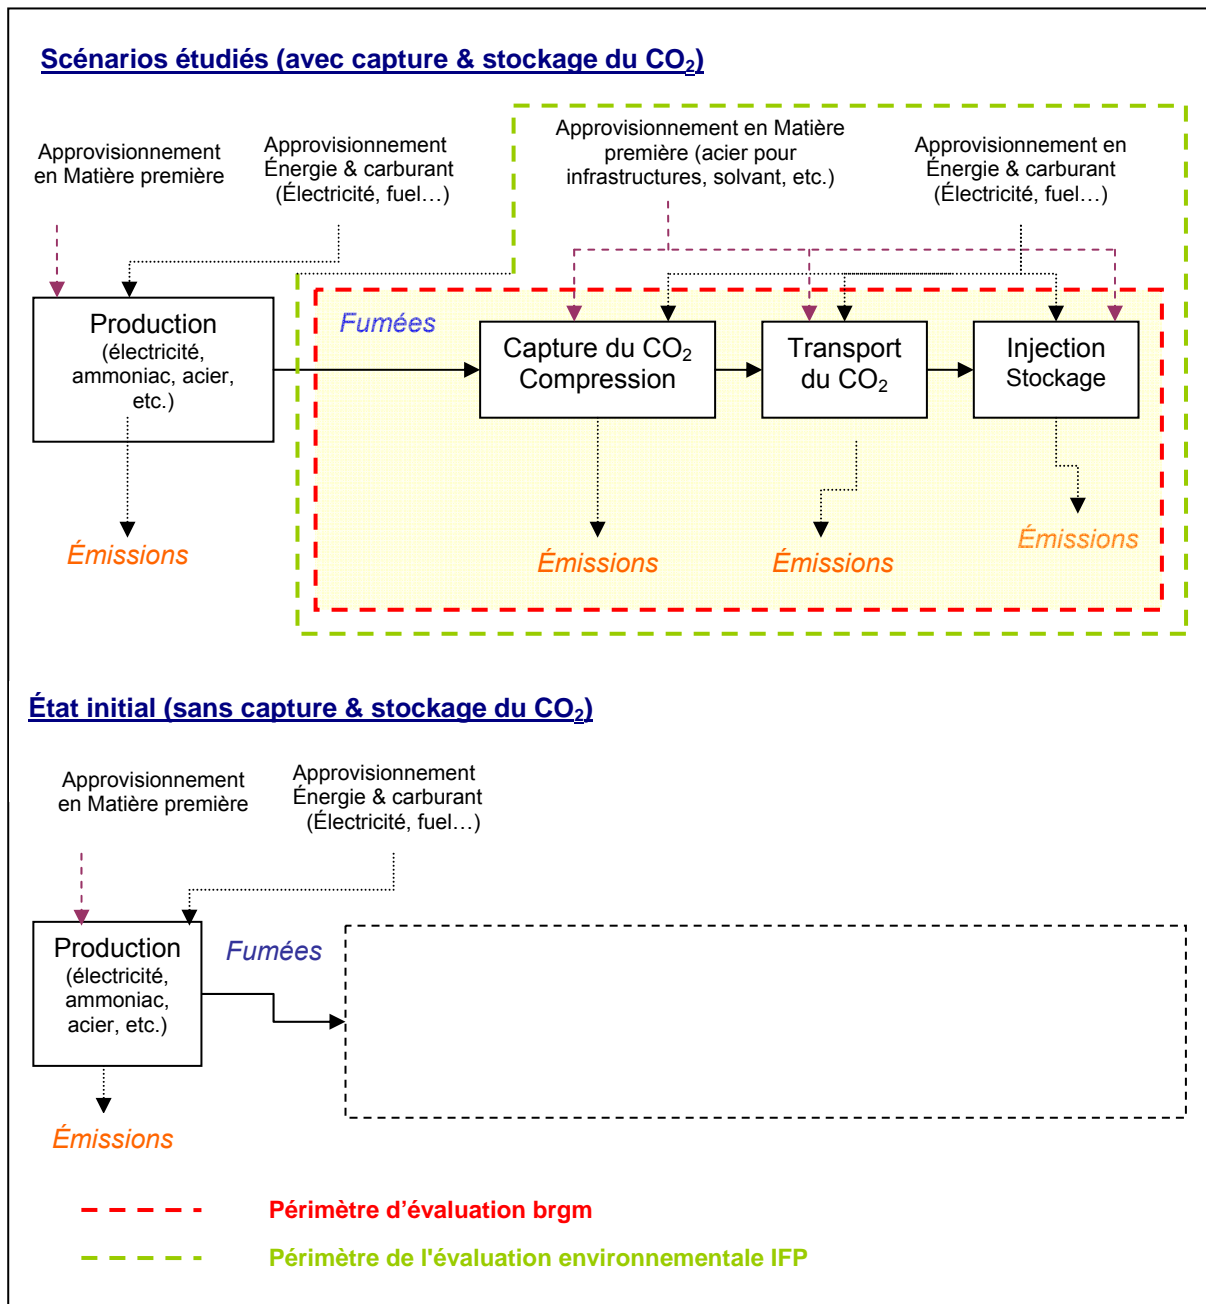 Scénarios étudiés (avec capture & stockage du CO₂)
Approvisionnement
en Matière première
Approvisionnement
Énergie & carburant
(Électricité, fuel…)
Approvisionnement en Matière
première (acier pour
infrastructures, solvant, etc.)
Approvisionnement en
Énergie & carburant
(Électricité, fuel…)
Production
(électricité,
ammoniac, acier,
etc.)
Fumées
Capture du CO₂
Compression
Transport
du CO₂
Injection
Stockage
Émissions
Émissions
Émissions
Émissions
État initial (sans capture & stockage du CO₂)
Approvisionnement
en Matière première
Approvisionnement
Énergie & carburant
(Électricité, fuel…)
Production
(électricité,
ammoniac,
acier, etc.)
Fumées
Émissions
Périmètre d’évaluation brgm
Périmètre de l'évaluation environnementale IFP